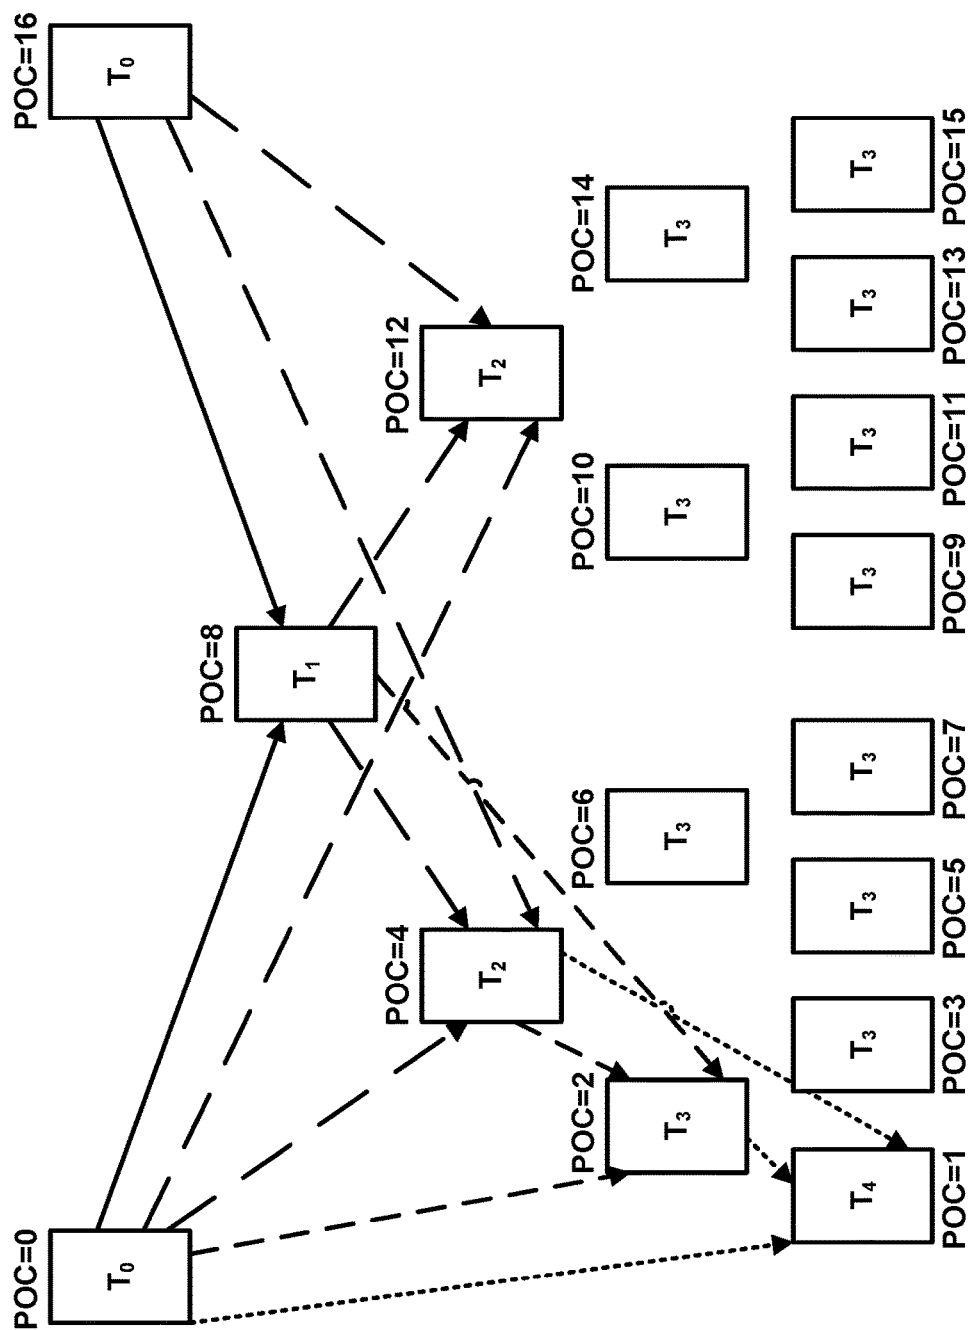 POC=0
T0
POC=16
T0
POC=8
T1
POC=4
T2
POC=12
T2
POC=2
T3
POC=6
T3
POC=10
T3
POC=14
T3
T4
POC=1
T3
POC=3
T3
POC=5
T3
POC=7
T3
POC=9
T3
POC=11
T3
POC=13
T3
POC=15